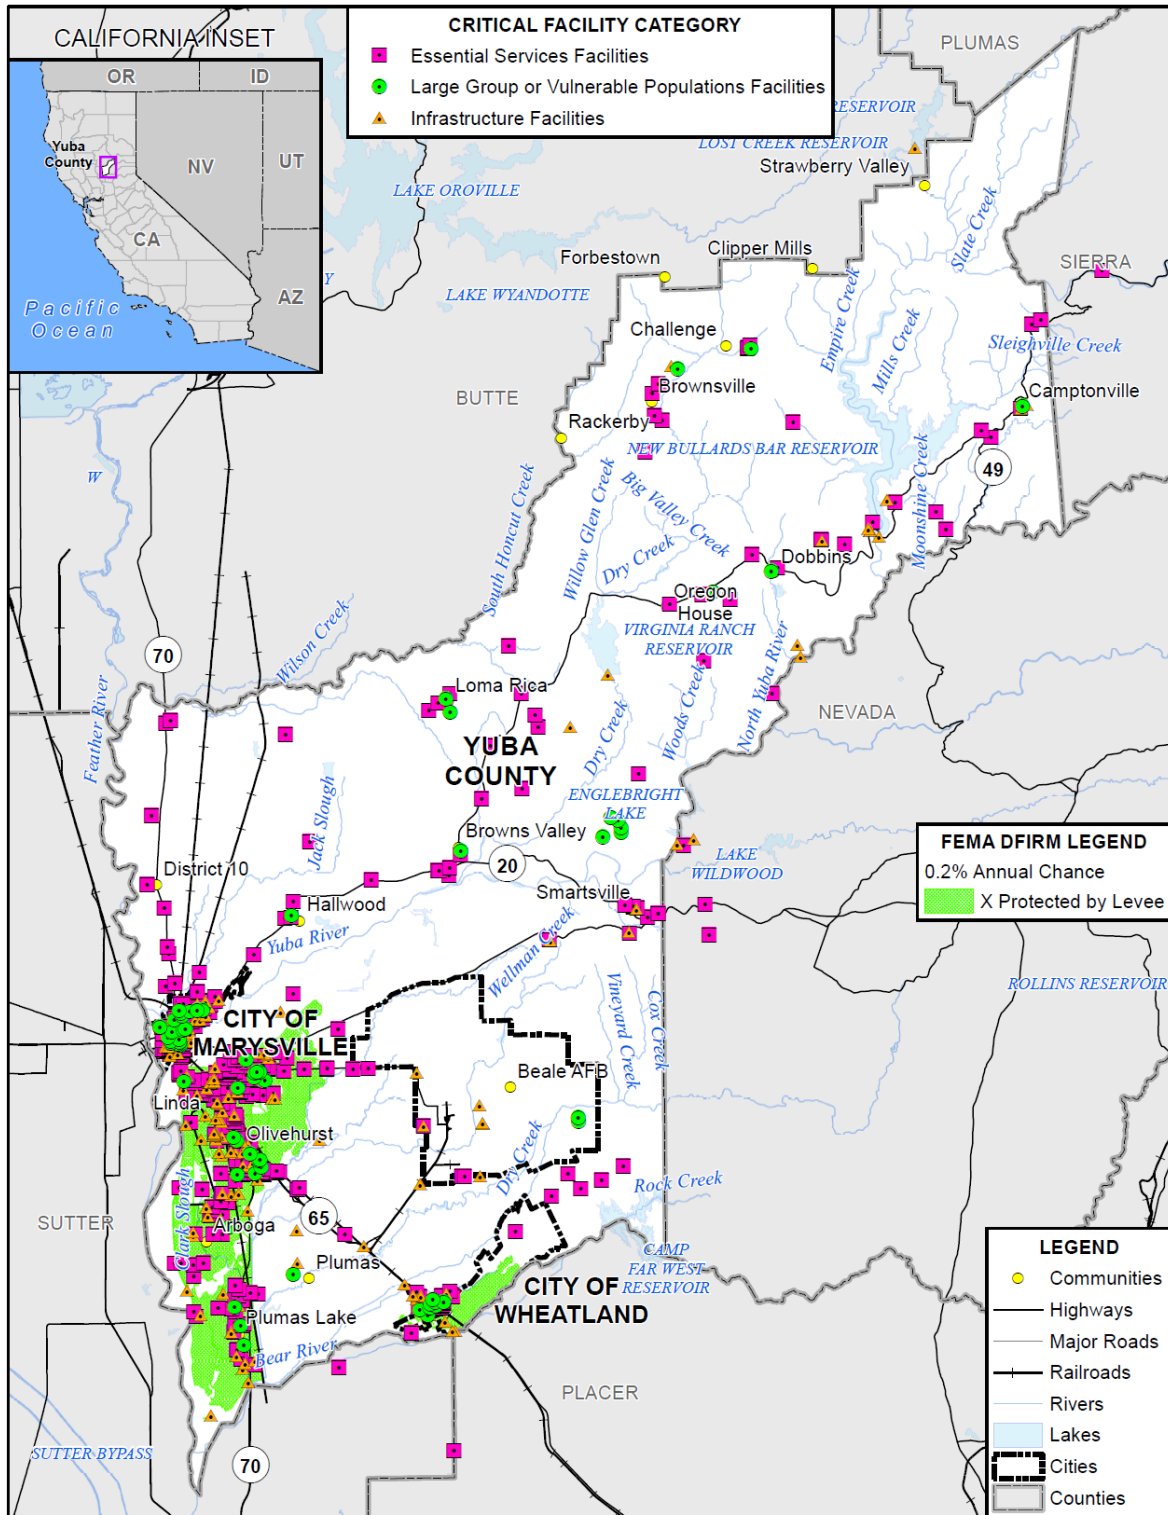 CALIFORNIA INSET
OR
ID
Yuba
County
NV
UT
CA
AZ
Pacific
Ocean
CRITICAL FACILITY CATEGORY
Essential Services Facilities
Large Group or Vulnerable Populations Facilities
Infrastructure Facilities
PLUMAS
RESERVOIR
LOST CREEK RESERVOIR
Strawberry Valley
LAKE OROVILLE
Slate Creek
Clipper Mills
Forbestown
SIERRA
Y
LAKE WYANDOTTE
Empire Creek
Challenge
Mills Creek
Sleighville Creek
BUTTE
Brownsville
Camptonville
Rackerby
NEW BULLARDS BAR RESERVOIR
W
49
Big Valley Creek
Moonshine Creek
South Honcut Creek
Willow Glen Creek
Dry Creek
Dobbins
Oregon
House
Wilson Creek
VIRGINIA RANCH
RESERVOIR
70
Loma Rica
Woods Creek
North Yuba River
NEVADA
Feather River
YUBA
COUNTY
Dry Creek
Jack Slough
ENGLEBRIGHT
LAKE
Browns Valley
FEMA DFIRM LEGEND
0.2% Annual Chance
X Protected by Levee
LAKE
WILDWOOD
District 10
20
Smartsville
Hallwood
Yuba River
Wellman Creek
Vineyard Creek
Cox Creek
ROLLINS RESERVOIR
CITY OF
MARYSVILLE
Beale AFB
Linda
Olivehurst
Dry Creek
Rock Creek
SUTTER
Clark Slough
Arboga
65
Plumas
CAMP
FAR WEST
RESERVOIR
CITY OF
WHEATLAND
Plumas Lake
Bear River
PLACER
SUTTER BYPASS
70
LEGEND
Communities
Highways
Major Roads
Railroads
Rivers
Lakes
Cities
Counties